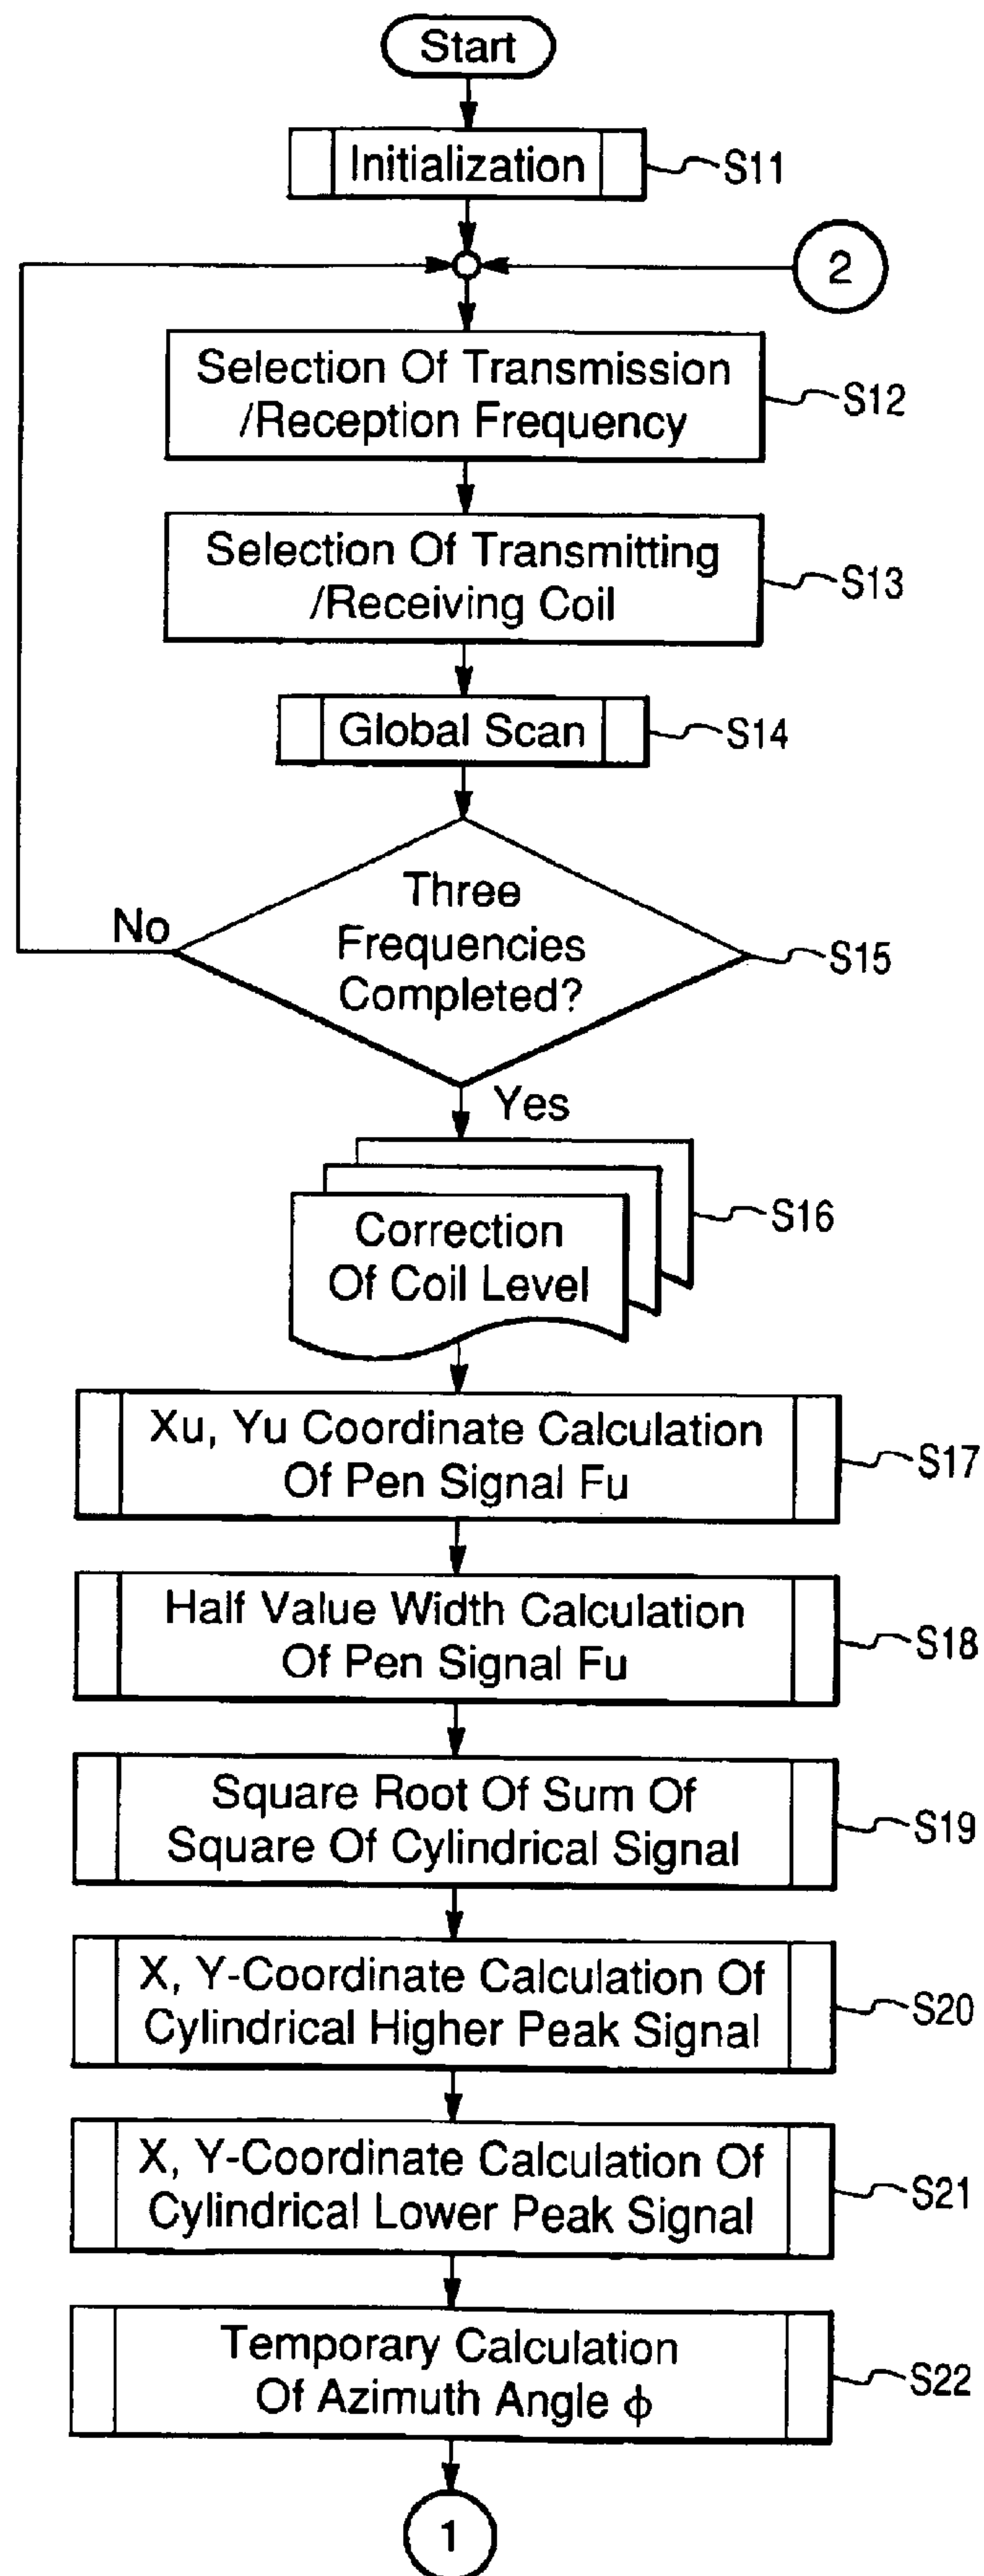 Start
Initialization
S11
2
Selection Of Transmission
/Reception Frequency
S12
Selection Of Transmitting
/Receiving Coil
S13
Global Scan
S14
Three
Frequencies
Completed?
S15
No
Yes
Correction
Of Coil Level
S16
Xu, Yu Coordinate Calculation
Of Pen Signal Fu
S17
Half Value Width Calculation
Of Pen Signal Fu
S18
Square Root Of Sum Of
Square Of Cylindrical Signal
S19
X, Y-Coordinate Calculation Of
Cylindrical Higher Peak Signal
S20
X, Y-Coordinate Calculation Of
Cylindrical Lower Peak Signal
S21
Temporary Calculation
Of Azimuth Angle ϕ
S22
1